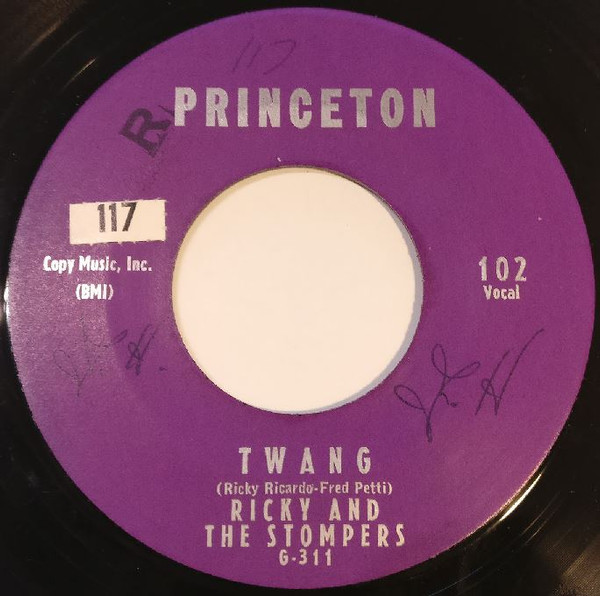 117
PRINCETON
R
117
Copy Music, Inc.
(BMI)
102
Vocal
TWANG
(Ricky Ricardo-Fred Petti)
RICKY AND
THE STOMPERS
G-311